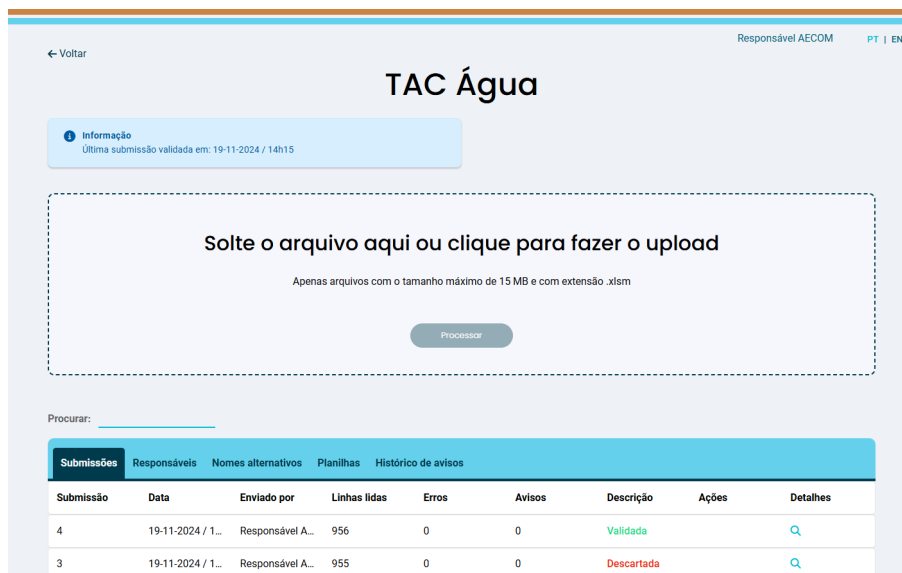 Responsável AECOM PT | EN
← Voltar
TAC Água
Informação
Última submissão validada em: 19-11-2024 / 14h15
Solte o arquivo aqui ou clique para fazer o upload
Apenas arquivos com o tamanho máximo de 15 MB e com extensão .xlsm
Processar
Procurar:
Submissões Responsáveis Nomes alternativos Planilhas Histórico de avisos
Submissão Data Enviado por Linhas lidas Erros Avisos Descrição Ações Detalhes
4 19-11-2024 / 1... Responsável A... 956 0 0 Validada
3 19-11-2024 / 1... Responsável A... 955 0 0 Descartada